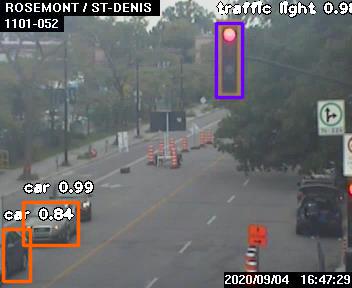 ROSEMONT / ST-DENIS
1101-052
traffic light 0.98
car 0.99
car 0.84
2020/09/04 16:47:29